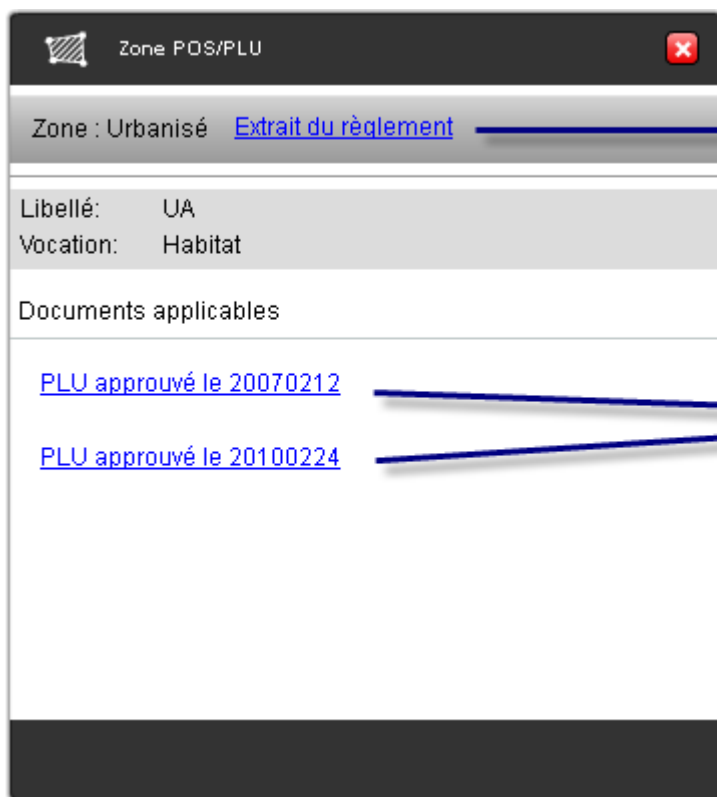 Zone POS/PLU
Zone : Urbanisé Extrait du règlement
Libellé: UA
Vocation: Habitat
Documents applicables
PLU approuvé le 20070212
PLU approuvé le 20100224